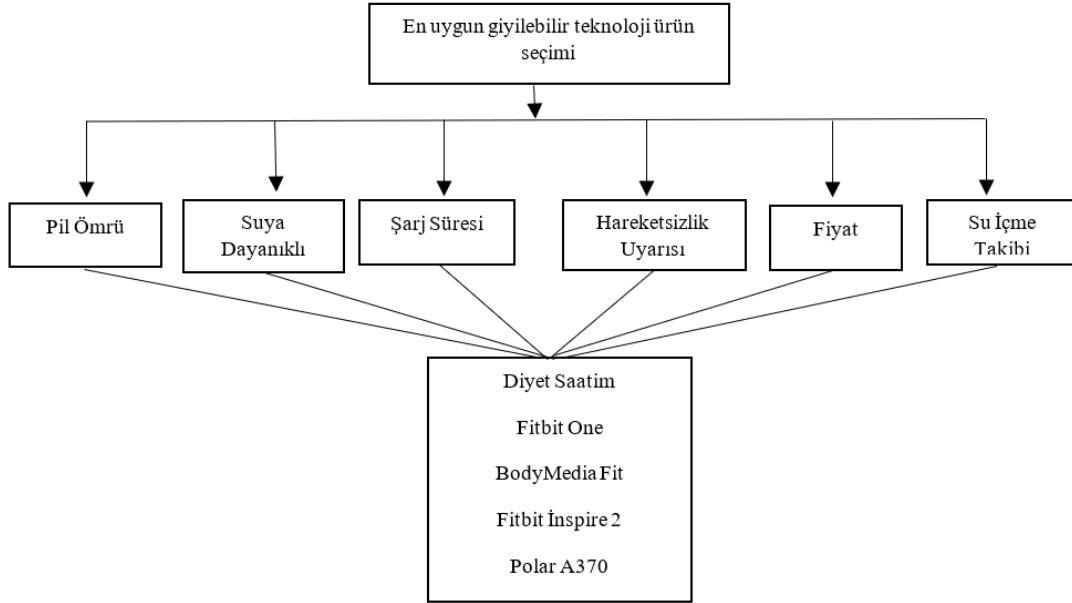 En uygun giyilebilir teknoloji ürün
seçimi
Pil Ömrü
Suya
Dayanıklı
Şarj Süresi
Hareketsizlik
Uyarısı
Fiyat
Su İçme
Takibi
Diyet Saatim
Fitbit One
BodyMedia Fit
Fitbit İnspire 2
Polar A370